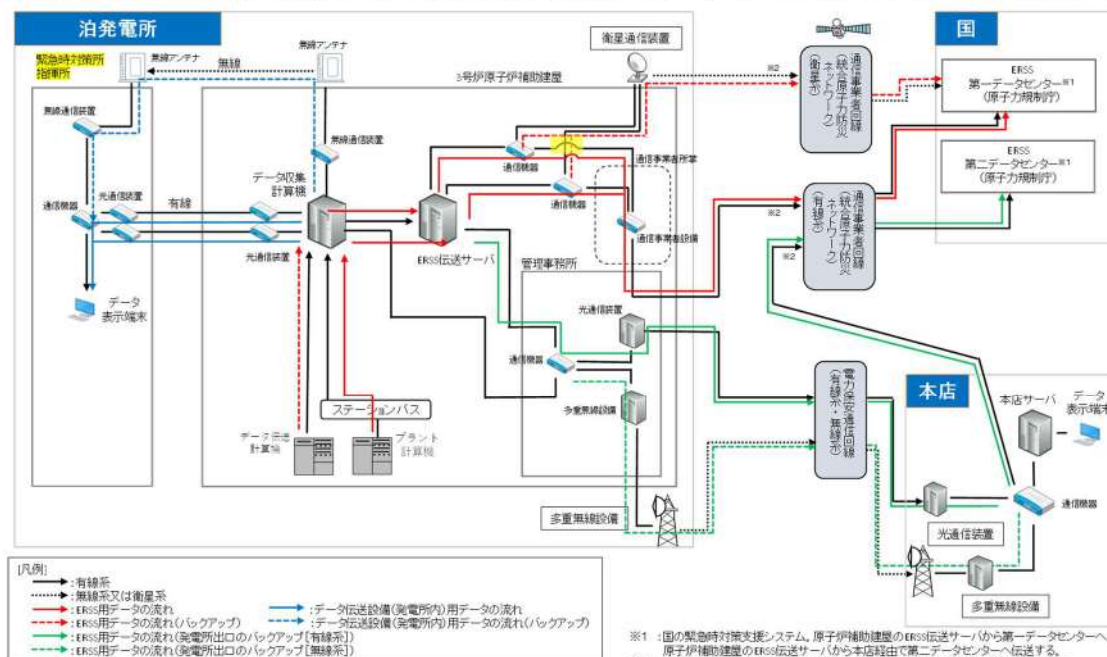 泊発電所
緊急時対策所
指揮所
無線アンテナ
無線
無線アンテナ
無線通信装置
3号炉原子炉補助建屋
衛星通信装置
無線通信装置
データ収集
計算機
通信機器
光通信装置
有線
光通信装置
データ
表示端末
通信機器
通信機器
通信事業者所掌
通信事業者設備
ERSS伝送サーバ
管理事務所
光通信装置
通信機器
多重無線設備
ステーションバス
データ伝送
計算機
プラント
計算機
多重無線設備
※2
通信事業者回線
(統合原子力防災
ネットワーク)
(衛星系)
※2
※2
通信事業者回線
(統合原子力防災
ネットワーク)
(有線系)
電力保安通信回線
(有線系・無線系)
国
ERSS
第一データセンター※1
(原子力規制庁)
ERSS
第二データセンター※1
(原子力規制庁)
本店
本店サーバ
データ
表示端末
通信機器
光通信装置
多重無線設備
[凡例]
:有線系
:無線系又は衛星系
:ERSS用データの流れ
:データ伝送設備(発電所内)用データの流れ
:ERSS用データの流れ(バックアップ)
:データ伝送設備(発電所内)用データの流れ(バックアップ)
:ERSS用データの流れ(発電所出口のバックアップ[有線系])
:ERSS用データの流れ(発電所出口のバックアップ[無線系])
※1 :国の緊急時対策支援システム。原子炉補助建屋のERSS伝送サーバから第一データセンターへ
原子炉補助建屋のERSS伝送サーバから本店経由で第二データセンターへ伝送する。